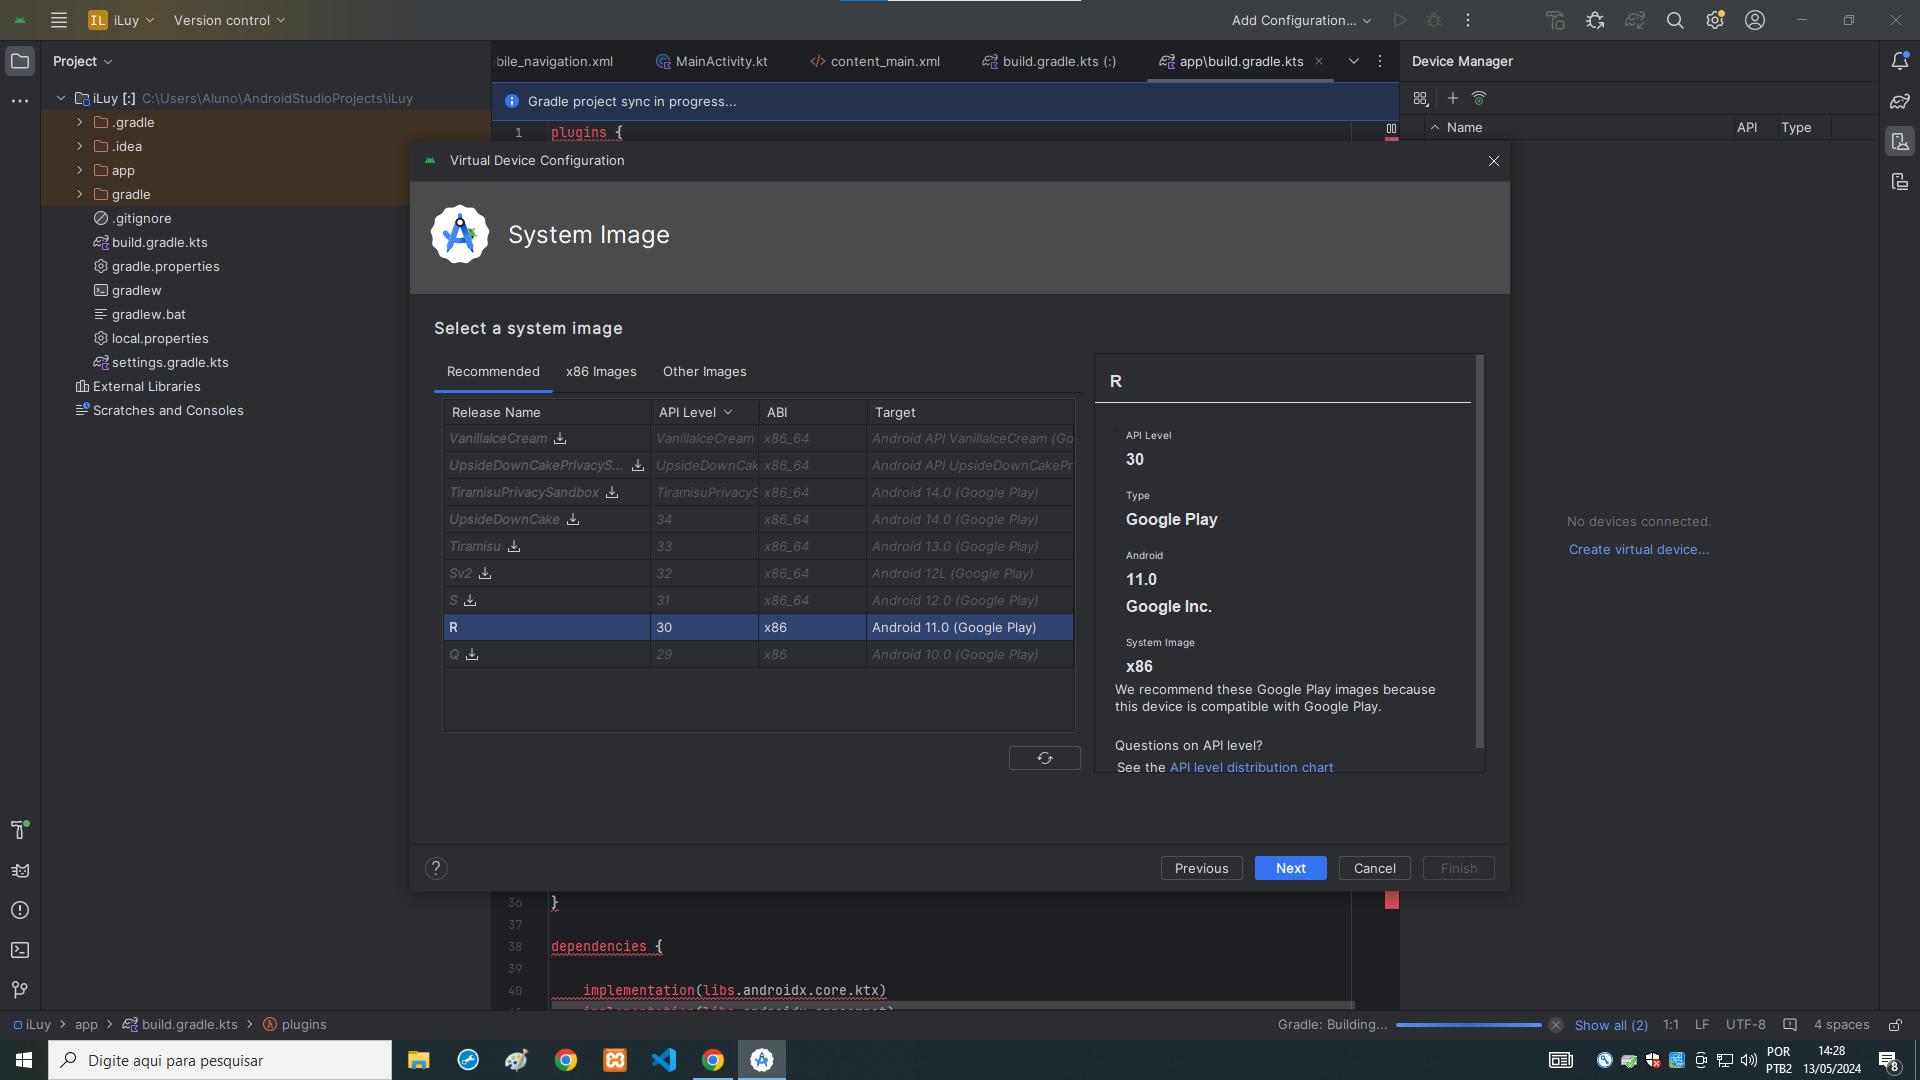 IL iLuy Version control Add Configuration...
Project
bile_navigation.xml MainActivity.kt content_main.xml build.gradle.kts (:) app\build.gradle.kts
Device Manager
iLuy [:] C:\Users\Aluno\AndroidStudioProjects\iLuy
Gradle project sync in progress...
.gradle
1 plugins {
Name API Type
.idea
app
gradle
.gitignore
build.gradle.kts
gradle.properties
gradlew
gradlew.bat
local.properties
settings.gradle.kts
External Libraries
Scratches and Consoles
Virtual Device Configuration
System Image
Select a system image
Recommended x86 Images Other Images
Release Name API Level ABI Target
VanillaIceCream VanillaIceCream x86_64 Android API VanillaIceCream (Go
UpsideDownCakePrivacyS... UpsideDownCak x86_64 Android API UpsideDownCakePr
TiramisuPrivacySandbox TiramisuPrivacyS x86_64 Android 14.0 (Google Play)
UpsideDownCake 34 x86_64 Android 14.0 (Google Play)
Tiramisu 33 x86_64 Android 13.0 (Google Play)
Sv2 32 x86_64 Android 12L (Google Play)
S 31 x86_64 Android 12.0 (Google Play)
R 30 x86 Android 11.0 (Google Play)
Q 29 x86 Android 10.0 (Google Play)
R
API Level
30
Type
Google Play
Android
11.0
Google Inc.
System Image
x86
We recommend these Google Play images because
this device is compatible with Google Play.
Questions on API level?
See the API level distribution chart
? Previous Next Cancel Finish
No devices connected.
Create virtual device...
36 }
37
38 dependencies {
39
40 implementation(libs.androidx.core.ktx)
iLuy > app > build.gradle.kts > plugins Gradle: Building... Show all (2) 1:1 LF UTF-8 4 spaces
Digite aqui para pesquisar
POR
PTB2
14:28
13/05/2024
8